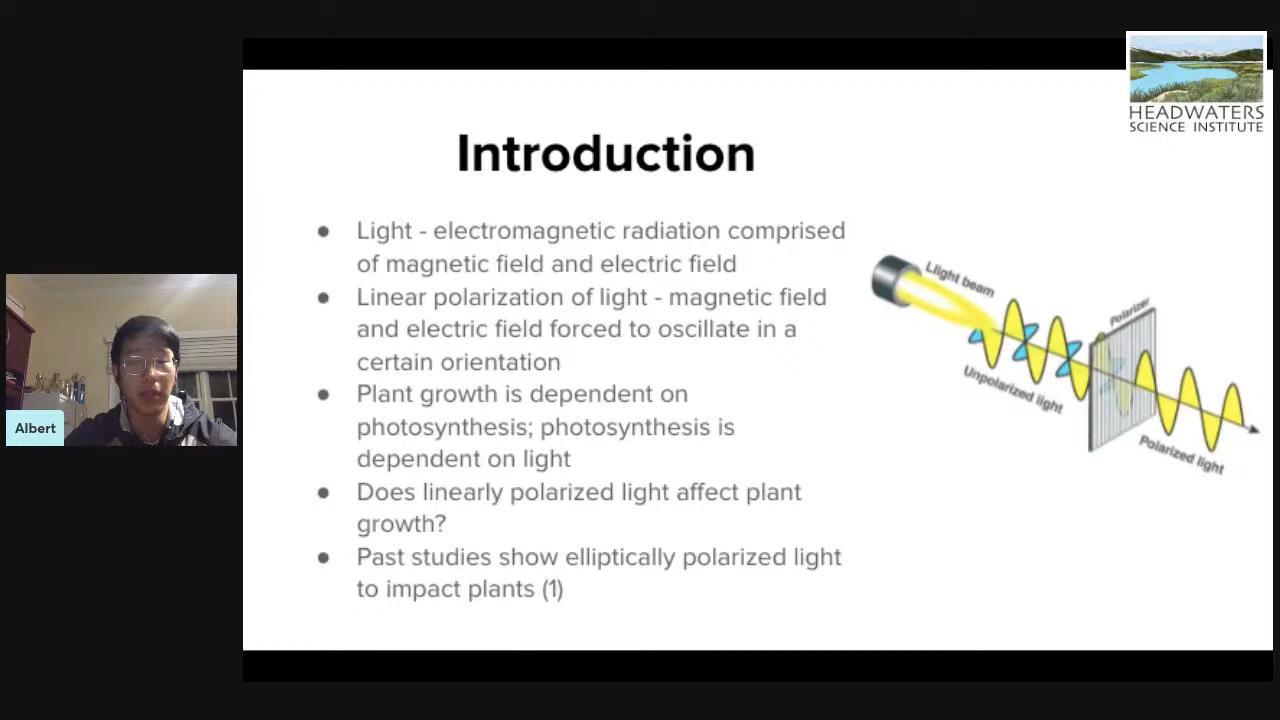 HEADWATERS
SCIENCE INSTITUTE
Introduction
● Light - electromagnetic radiation comprised
of magnetic field and electric field
● Linear polarization of light - magnetic field
and electric field forced to oscillate in a
certain orientation
● Plant growth is dependent on
photosynthesis; photosynthesis is
dependent on light
● Does linearly polarized light affect plant
growth?
● Past studies show elliptically polarized light
to impact plants (1)
Llight beam
Polarizer
Unpolarized light
Polarized light
Albert